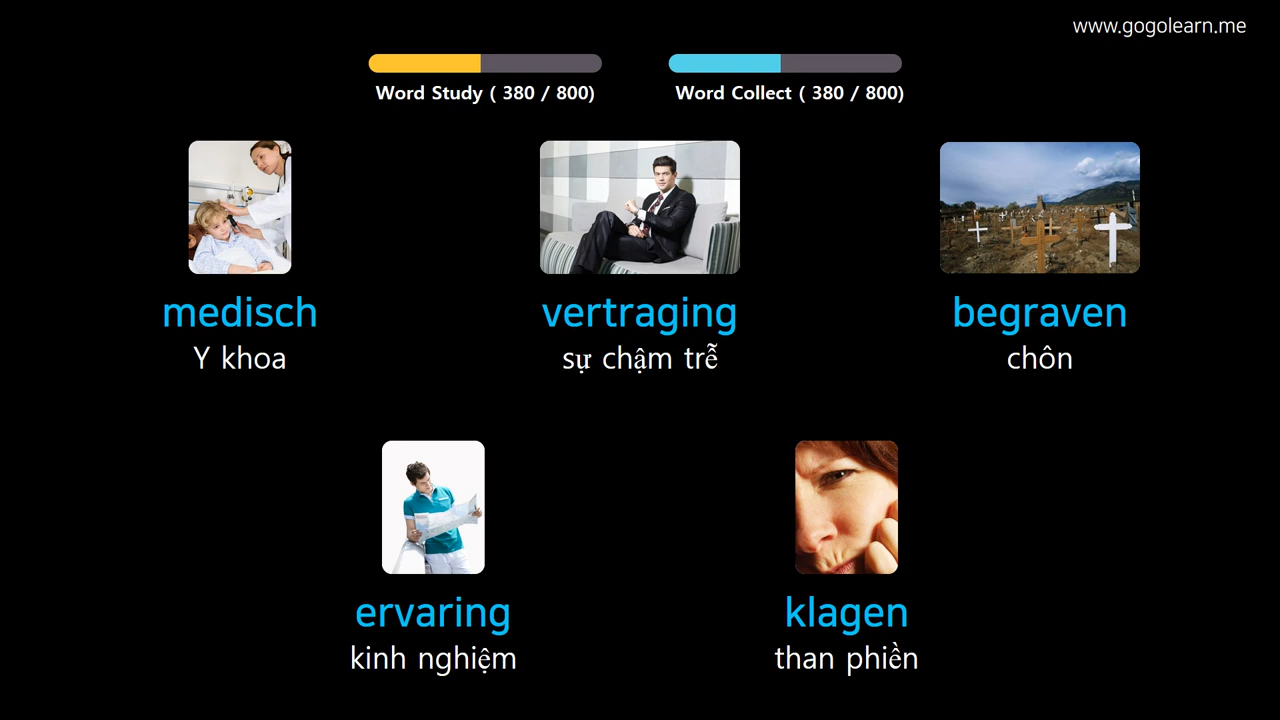 www.gogolearn.me
Word Study ( 380 / 800)
Word Collect ( 380 / 800)
medisch
Y khoa
vertraging
sự chậm trễ
begraven
chôn
ervaring
kinh nghiệm
klagen
than phiền